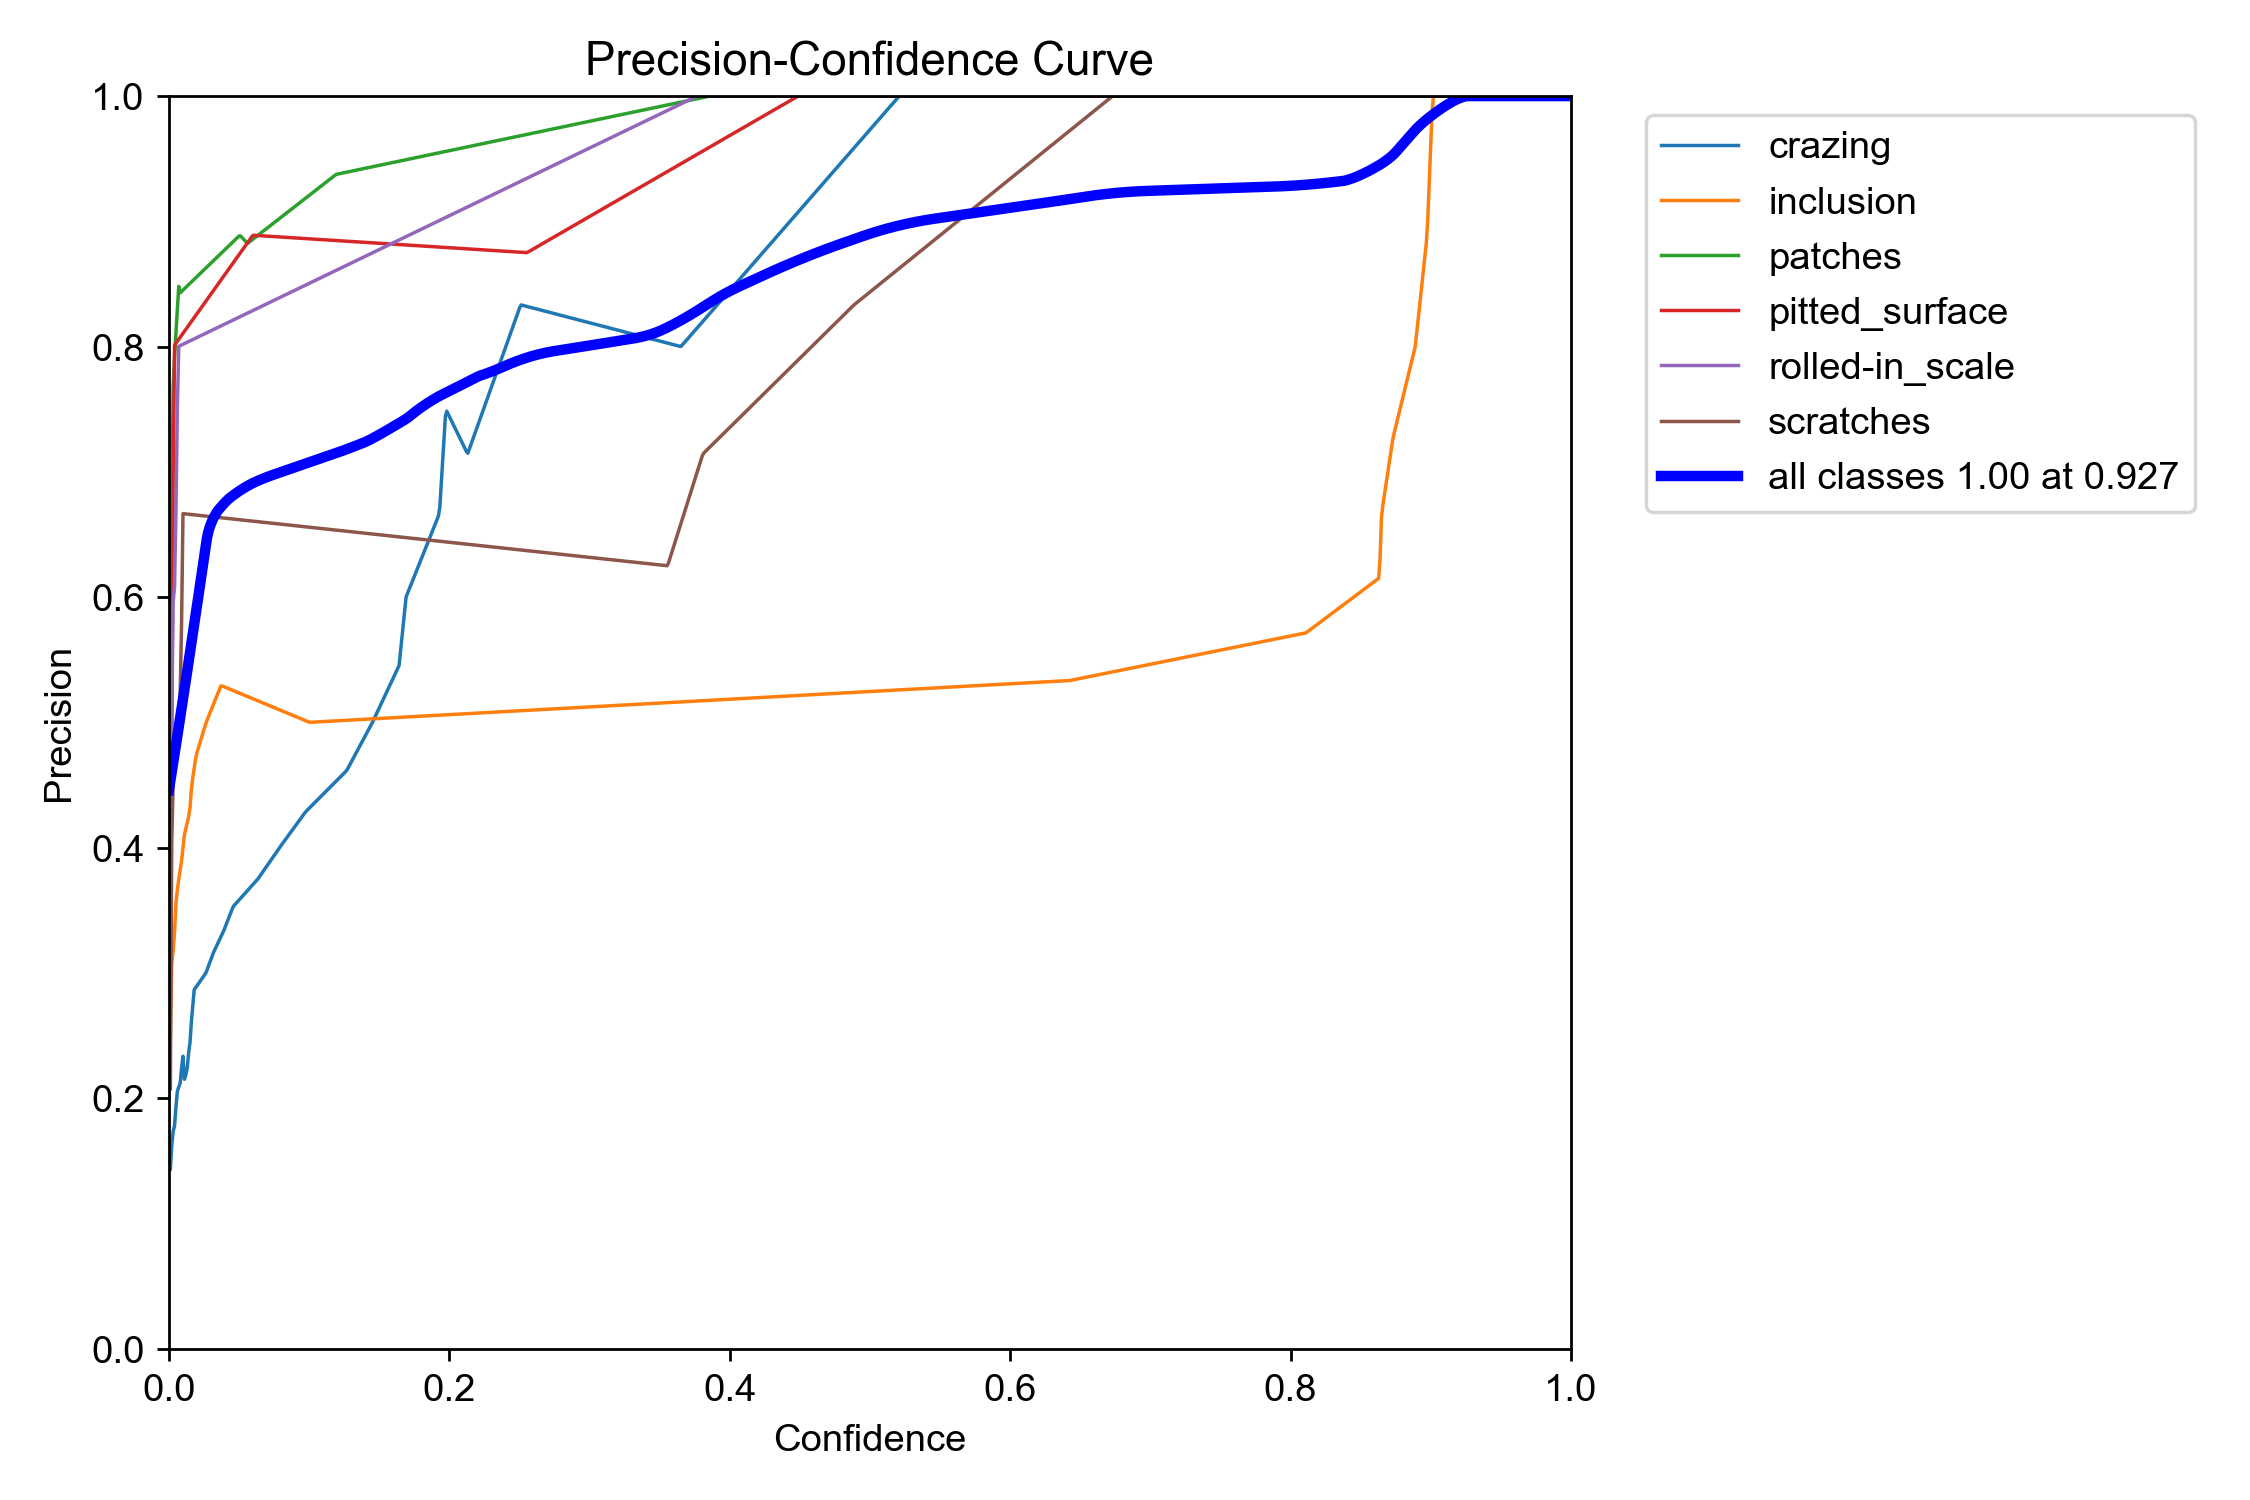 Precision-Confidence Curve
1.0
0.8
0.6
0.4
0.2
0.0
Precision
0.0 0.2 0.4 0.6 0.8 1.0
Confidence
crazing
inclusion
patches
pitted_surface
rolled-in_scale
scratches
all classes 1.00 at 0.927